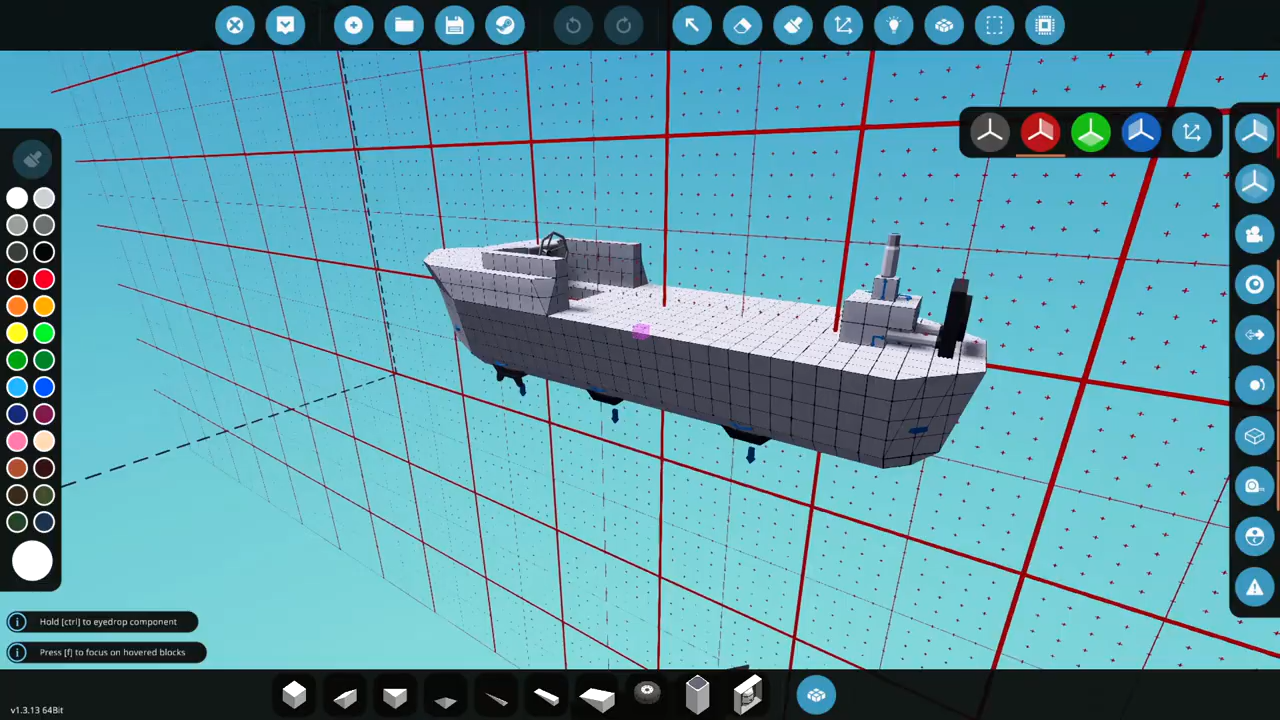 Hold [ctrl] to eyedrop component
Press [f] to focus on hovered blocks
v1.3.13 64Bit